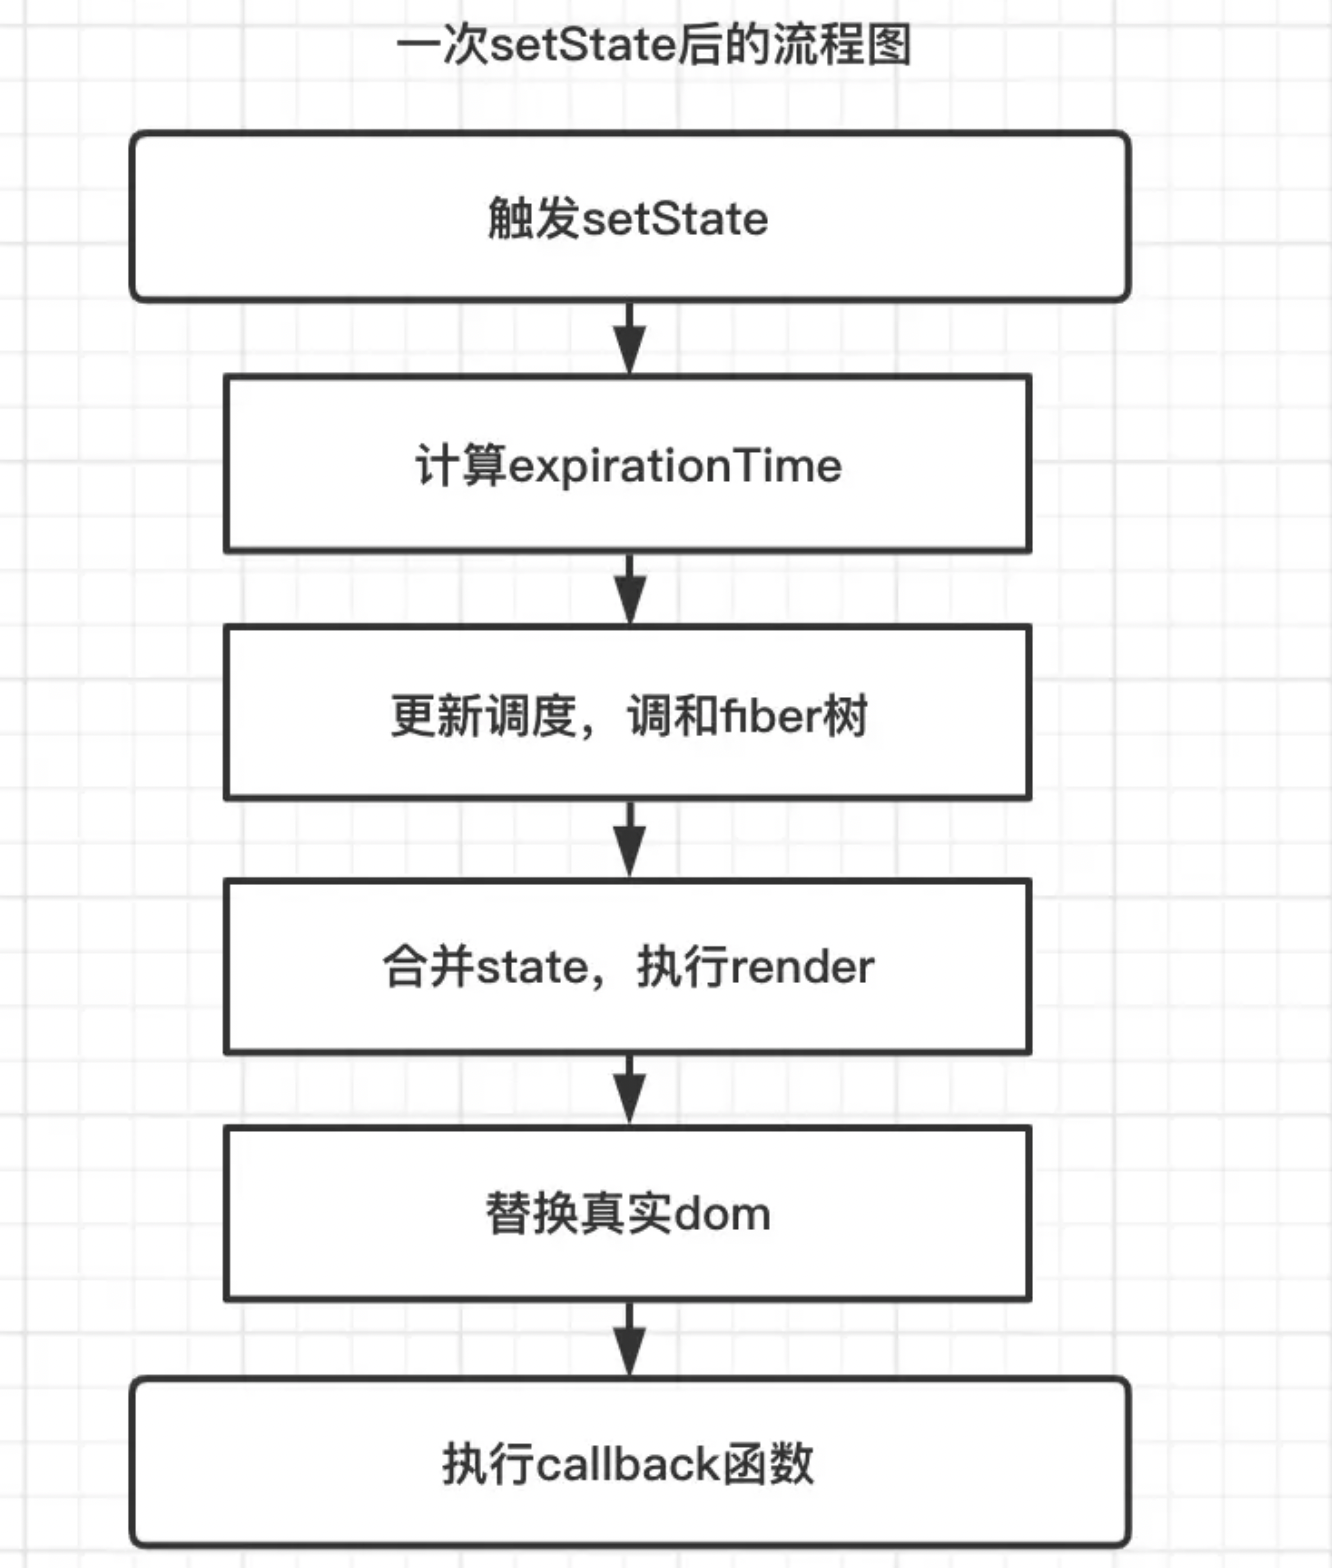 一次setState后的流程图
触发setState
计算expirationTime
更新调度，调和fiber树
合并state，执行render
替换真实dom
执行callback函数